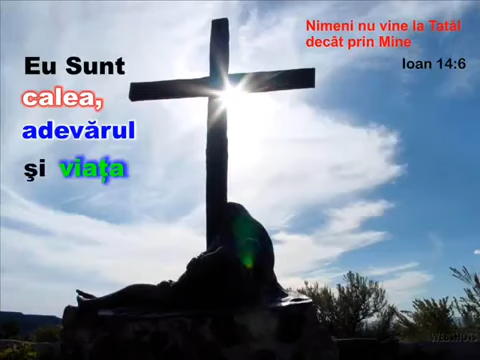 Nimeni nu vine la Tatăl
decât prin Mine
Ioan 14:6
Eu Sunt
calea,
adevărul
şi viaţa